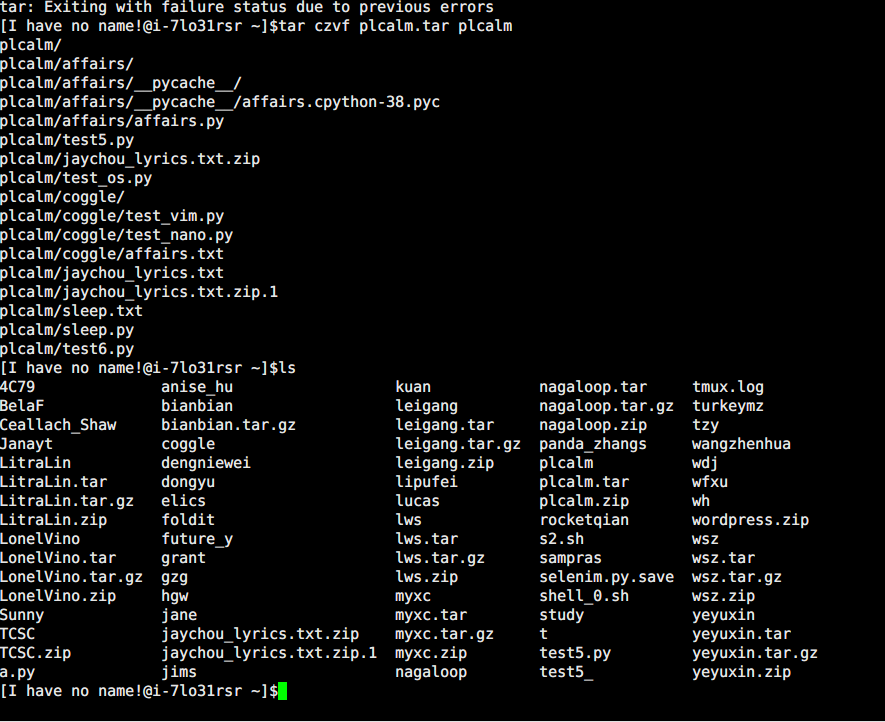 tar: Exiting with failure status due to previous errors
[I have no name!@i-7lo31rsr ~]$tar czvf plcalm.tar plcalm
plcalm/
plcalm/affairs/
plcalm/affairs/__pycache__/
plcalm/affairs/__pycache__/affairs.cpython-38.pyc
plcalm/affairs/affairs.py
plcalm/test5.py
plcalm/jaychou_lyrics.txt.zip
plcalm/test_os.py
plcalm/coggle/
plcalm/coggle/test_vim.py
plcalm/coggle/test_nano.py
plcalm/coggle/affairs.txt
plcalm/jaychou_lyrics.txt
plcalm/jaychou_lyrics.txt.zip.1
plcalm/sleep.txt
plcalm/sleep.py
plcalm/test6.py
[I have no name!@i-7lo31rsr ~]$ls
4C79 anise_hu kuan nagaloop.tar tmux.log
BelaF bianbian leigang nagaloop.tar.gz turkeymz
Ceallach_Shaw bianbian.tar.gz leigang.tar nagaloop.zip tzy
Janayt coggle leigang.tar.gz panda_zhangs wangzhenhua
LitraLin dengniewei leigang.zip plcalm wdj
LitraLin.tar dongyu lipufei plcalm.tar wfxu
LitraLin.tar.gz elics lucas plcalm.zip wh
LitraLin.zip foldit lws rocketqian wordpress.zip
LonelVino future_y lws.tar s2.sh wsz
LonelVino.tar grant lws.tar.gz sampras wsz.tar
LonelVino.tar.gz gzg lws.zip selenim.py.save wsz.tar.gz
LonelVino.zip hgw myxc shell_0.sh wsz.zip
Sunny jane myxc.tar study yeyuxin
TCSC jaychou_lyrics.txt.zip myxc.tar.gz t yeyuxin.tar
TCSC.zip jaychou_lyrics.txt.zip.1 myxc.zip test5.py yeyuxin.tar.gz
a.py jims nagaloop test5_ yeyuxin.zip
[I have no name!@i-7lo31rsr ~]$